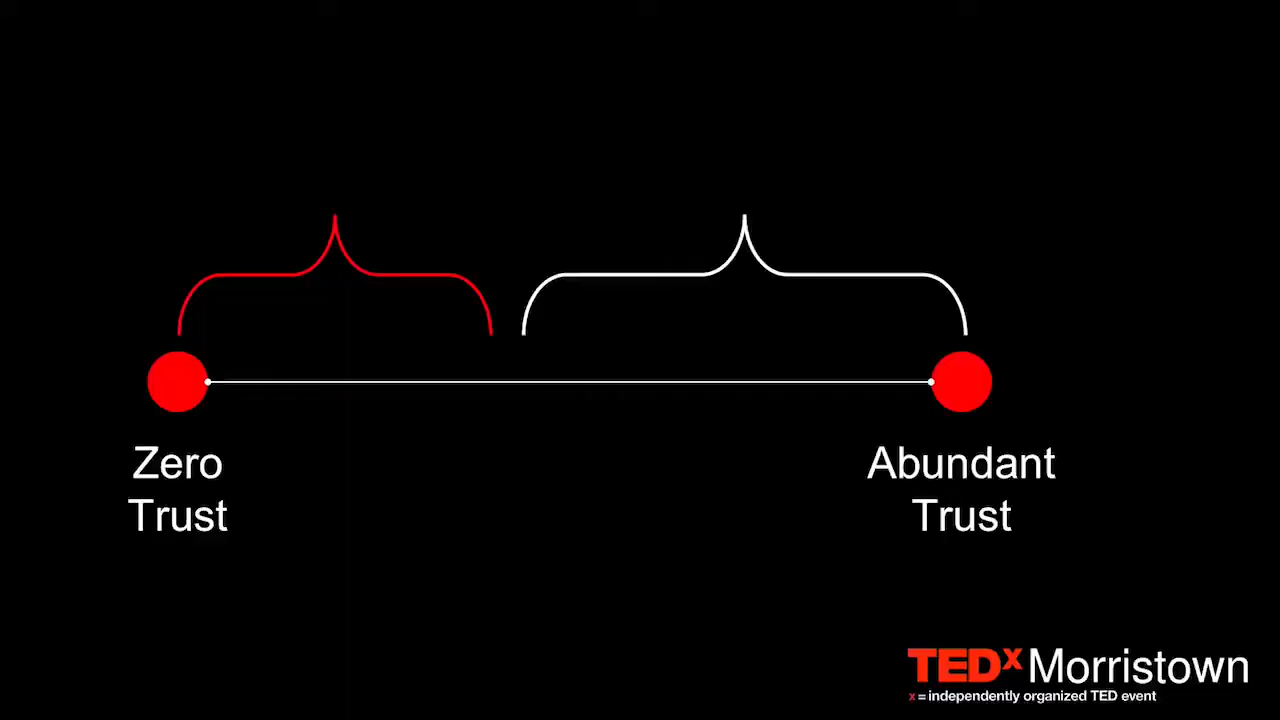 Zero
Trust
Abundant
Trust
TEDx Morristown
x = independently organized TED event